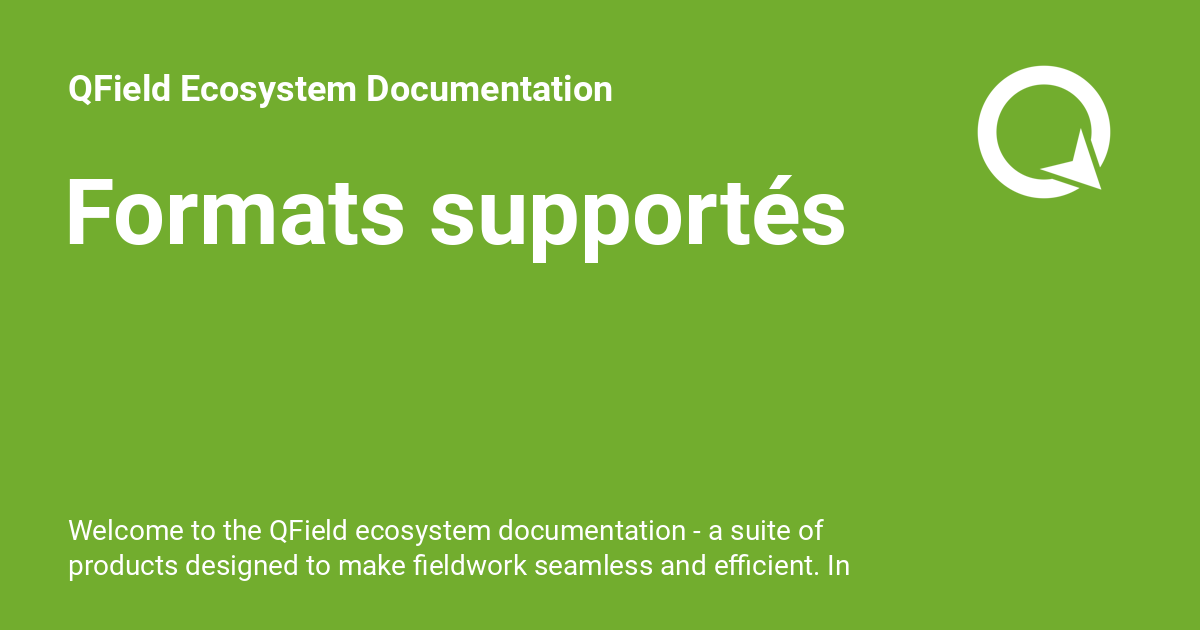 QField Ecosystem Documentation
Formats supportés
Welcome to the QField ecosystem documentation - a suite of
products designed to make fieldwork seamless and efficient. In